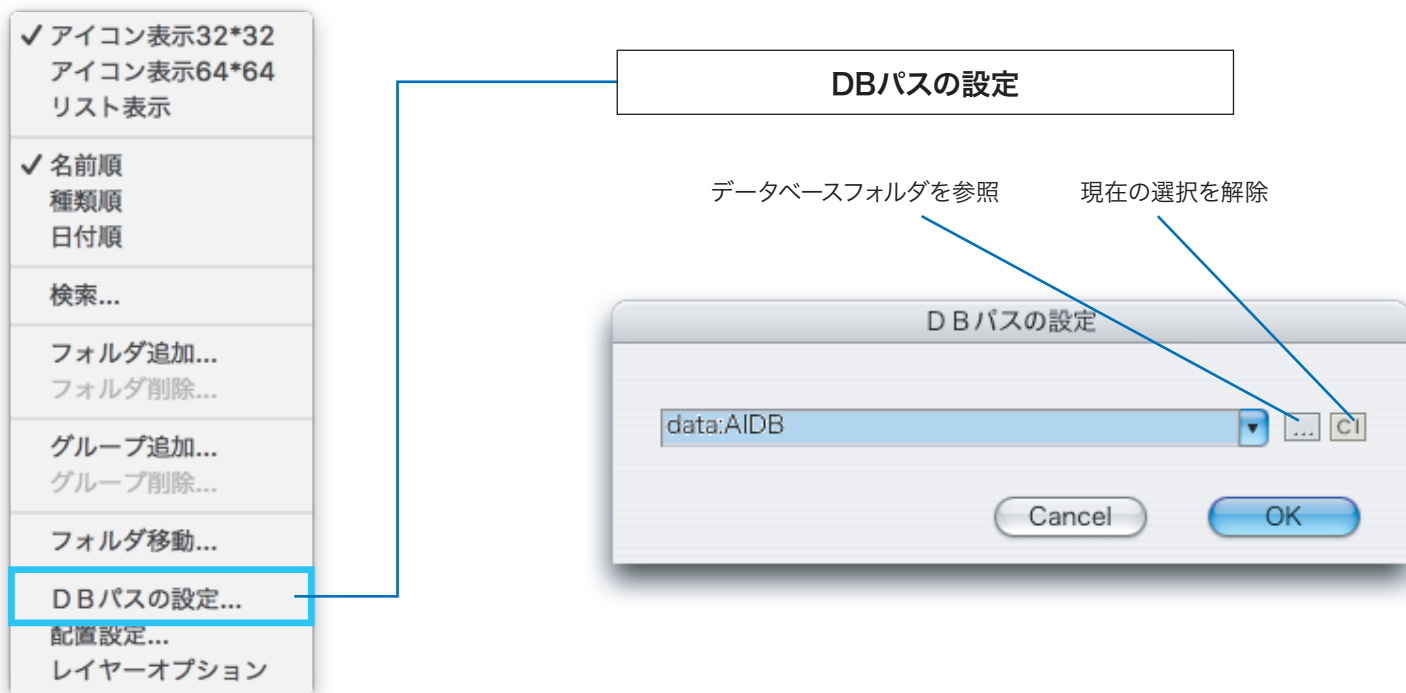 ✓ アイコン表示32*32
アイコン表示64*64
リスト表示
✓ 名前順
種類順
日付順
検索...
フォルダ追加...
フォルダ削除...
グループ追加...
グループ削除...
フォルダ移動...
ＤＢパスの設定...
配置設定...
レイヤーオプション
DBパスの設定
データベースフォルダを参照
現在の選択を解除
ＤＢパスの設定
data:AIDB
...
Cl
Cancel
OK